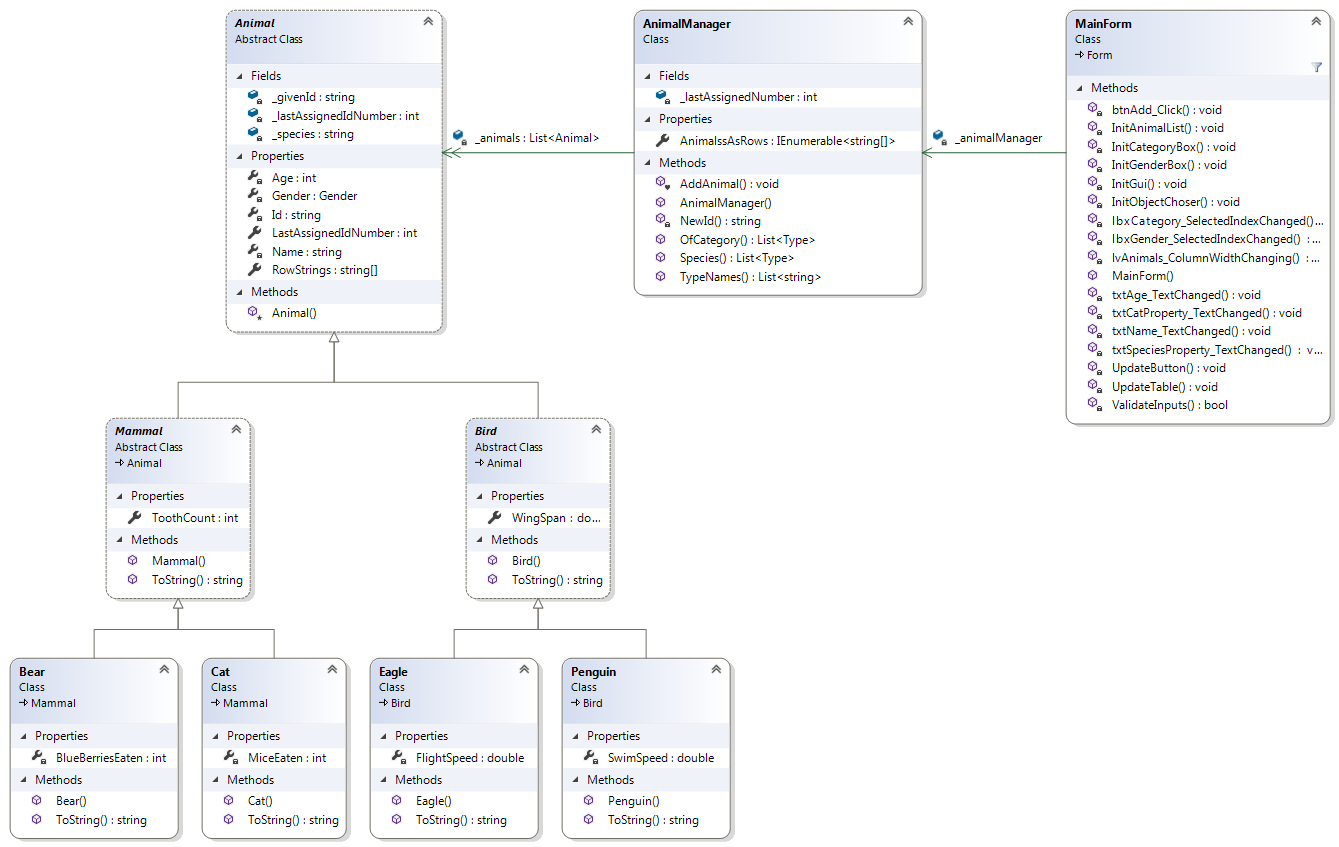 Animal
Abstract Class
Fields
_givenId : string
_lastAssignedIdNumber : int
_species : string
Properties
Age : int
Gender : Gender
Id : string
LastAssignedIdNumber : int
Name : string
RowStrings : string[]
Methods
Animal()
_animals : List<Animal>
AnimalManager
Class
Fields
_lastAssignedNumber : int
Properties
AnimalssAsRows : IEnumerable<string[]>
Methods
AddAnimal() : void
AnimalManager()
NewId() : string
OfCategory() : List<Type>
Species() : List<Type>
TypeNames() : List<string>
_animalManager
MainForm
Class
Form
Methods
btnAdd_Click() : void
InitAnimalList() : void
InitCategoryBox() : void
InitGenderBox() : void
InitGui() : void
InitObjectChoser() : void
lbxCategory_SelectedIndexChanged()...
lbxGender_SelectedIndexChanged() : ...
lvAnimals_ColumnWidthChanging() : ...
MainForm()
txtAge_TextChanged() : void
txtCatProperty_TextChanged() : void
txtName_TextChanged() : void
txtSpeciesProperty_TextChanged() : v...
UpdateButton() : void
UpdateTable() : void
ValidateInputs() : bool
Mammal
Abstract Class
Animal
Properties
ToothCount : int
Methods
Mammal()
ToString() : string
Bird
Abstract Class
Animal
Properties
WingSpan : do...
Methods
Bird()
ToString() : string
Bear
Class
Mammal
Properties
BlueBerriesEaten : int
Methods
Bear()
ToString() : string
Cat
Class
Mammal
Properties
MiceEaten : int
Methods
Cat()
ToString() : string
Eagle
Class
Bird
Properties
FlightSpeed : double
Methods
Eagle()
ToString() : string
Penguin
Class
Bird
Properties
SwimSpeed : double
Methods
Penguin()
ToString() : string